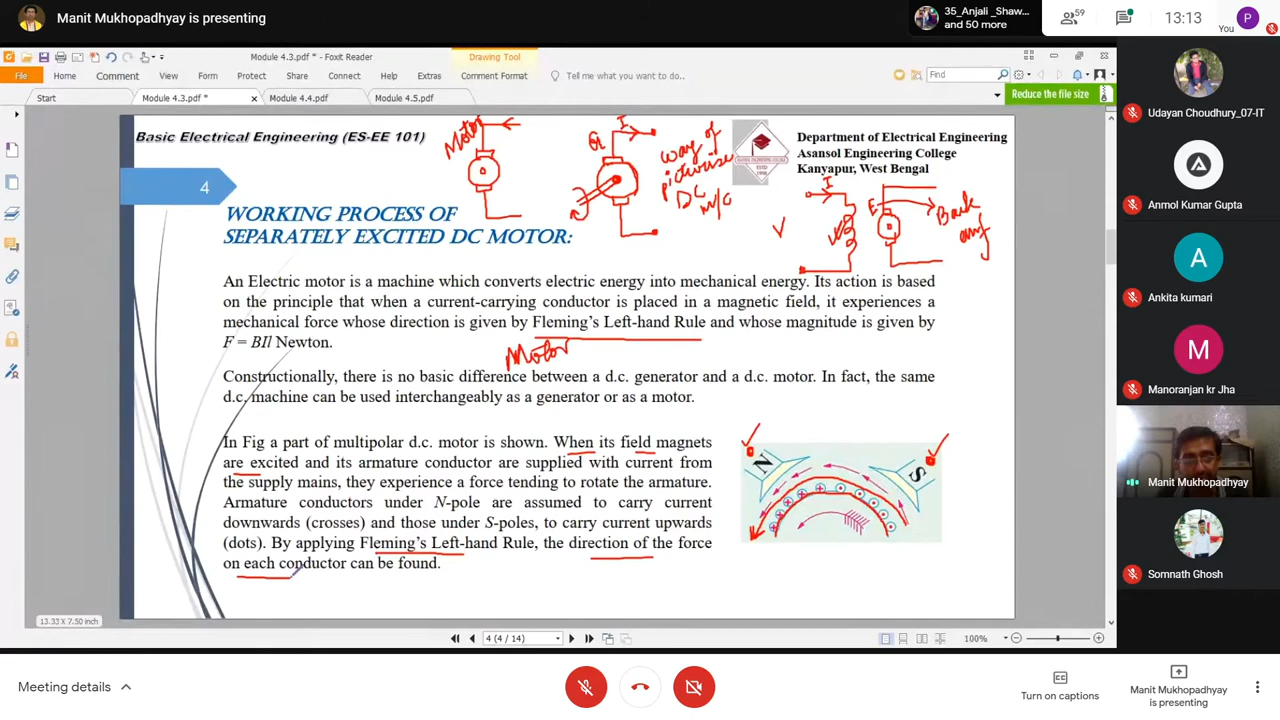 Manit Mukhopadhyay is presenting
35_Anjali _Shaw...
and 50 more
59
13:13
You
P
Module 4.3.pdf * - Foxit Reader
Drawing Tool
File
Home
Comment
View
Form
Protect
Share
Connect
Help
Extras
Comment Format
Tell me what you want to do..
Find
Start
Module 4.3.pdf *
Module 4.4.pdf
Module 4.5.pdf
Reduce the file size
Basic Electrical Engineering (ES-EE 101)
Motor
G
I
way of
picturise
DC
m/c
Department of Electrical Engineering
Asansol Engineering College
Kanyapur, West Bengal
4
I
V
E
Back
emf
WORKING PROCESS OF
SEPARATELY EXCITED DC MOTOR:
An Electric motor is a machine which converts electric energy into mechanical energy. Its action is based
on the principle that when a current-carrying conductor is placed in a magnetic field, it experiences a
mechanical force whose direction is given by Fleming's Left-hand Rule and whose magnitude is given by
F = BIl Newton.
Motor
Constructionally, there is no basic difference between a d.c. generator and a d.c. motor. In fact, the same
d.c. machine can be used interchangeably as a generator or as a motor.
In Fig a part of multipolar d.c. motor is shown. When its field magnets
are excited and its armature conductor are supplied with current from
the supply mains, they experience a force tending to rotate the armature.
Armature conductors under N-pole are assumed to carry current
downwards (crosses) and those under S-poles, to carry current upwards
(dots). By applying Fleming's Left-hand Rule, the direction of the force
on each conductor can be found.
N
S
13.33 x 7.50 inch
4 (4 / 14)
100%
Udayan Choudhury_07-IT
Anmol Kumar Gupta
A
Ankita kumari
M
Manoranjan kr Jha
Manit Mukhopadhyay
Somnath Ghosh
Meeting details
Turn on captions
Manit Mukhopadhyay
is presenting